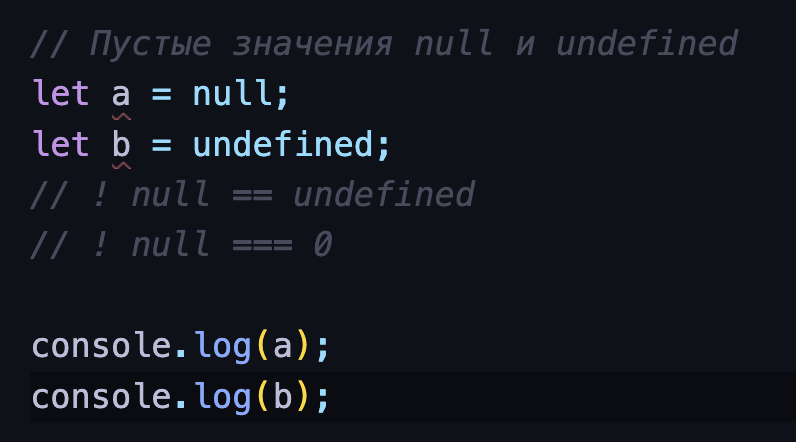 // Пустые значения null и undefined
let a = null;
let b = undefined;
// ! null == undefined
// ! null === 0
console.log(a);
console.log(b);